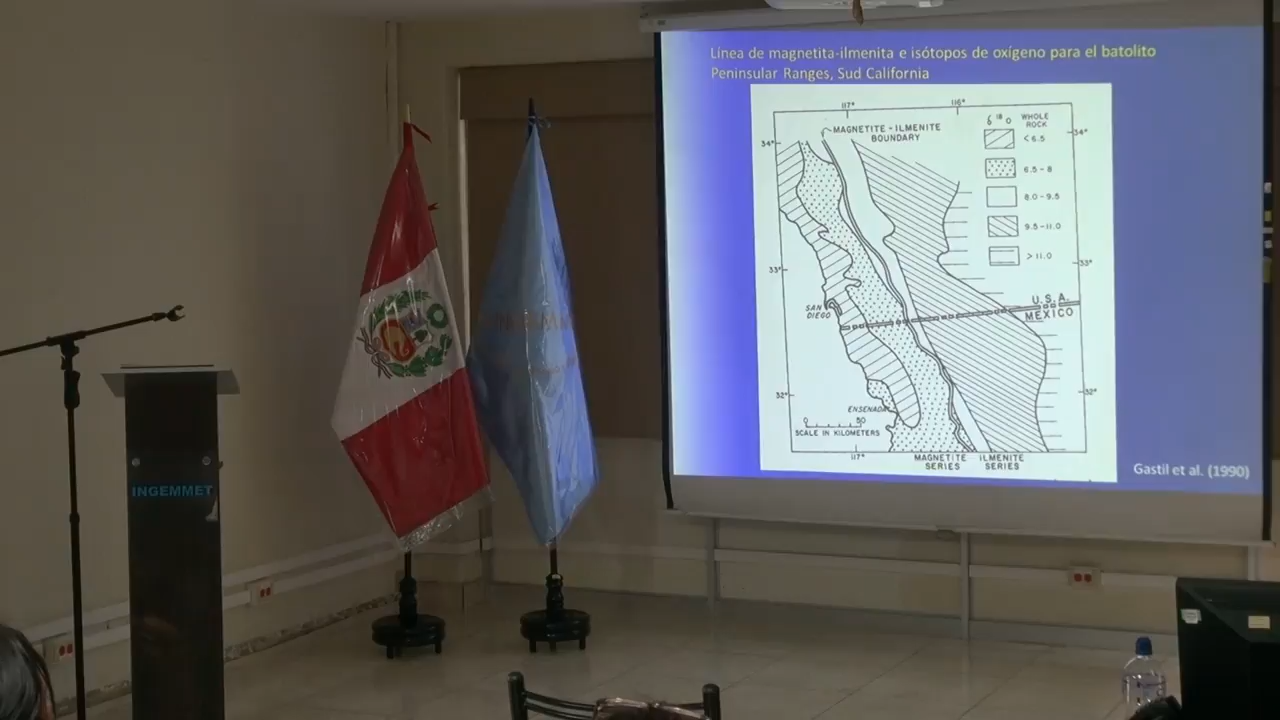 Línea de magnetita-ilmenita e isótopos de oxígeno para el batolito
Peninsular Ranges, Sud California
117°
116°
MAGNETITE - ILMENITE
BOUNDARY
δ 18 O WHOLE
ROCK
< 6.5
6.5 - 8
8.0 - 9.5
9.5 - 11.0
> 11.0
34°
34°
33°
33°
SAN
DIEGO
U.S.A.
MEXICO
32°
32°
ENSENADA
0 50
SCALE IN KILOMETERS
117°
MAGNETITE
SERIES
ILMENITE
SERIES
Gastil et al. (1990)
INGEMMET